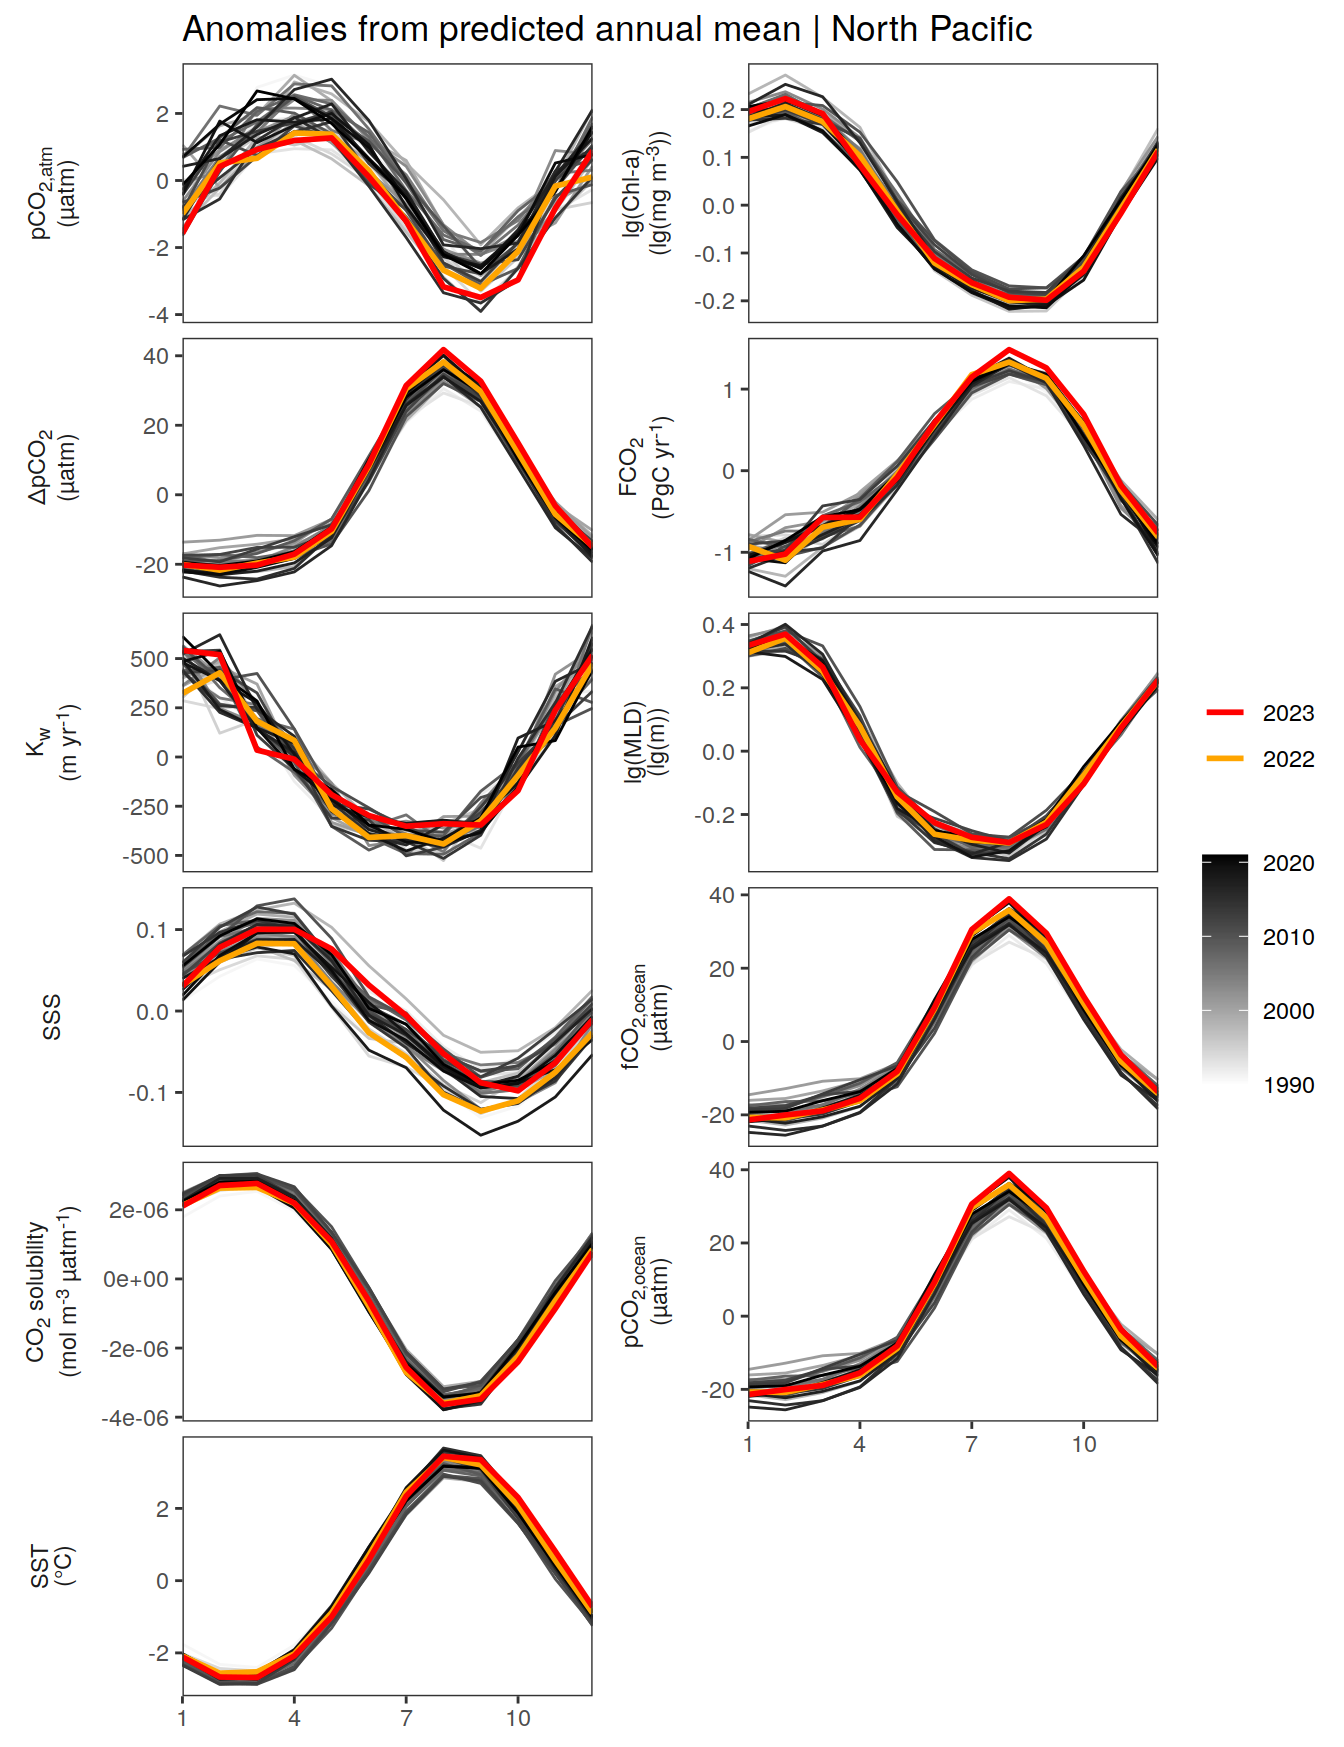 Anomalies from predicted annual mean | North Pacific
pCO2,atm
(µatm)
2
0
-2
-4
lg(Chl-a)
(lg(mg m-3))
0.2
0.1
0.0
-0.1
-0.2
ΔpCO2
(µatm)
40
20
0
-20
FCO2
(PgC yr-1)
1
0
-1
Kw
(m yr-1)
500
250
0
-250
-500
lg(MLD)
(lg(m))
0.4
0.2
0.0
-0.2
SSS
0.1
0.0
-0.1
fCO2,ocean
(µatm)
40
20
0
-20
CO2 solubility
(mol m-3 µatm-1)
2e-06
0e+00
-2e-06
-4e-06
pCO2,ocean
(µatm)
40
20
0
-20
1 4 7 10
SST
(°C)
2
0
-2
1 4 7 10
2023
2022
2020
2010
2000
1990